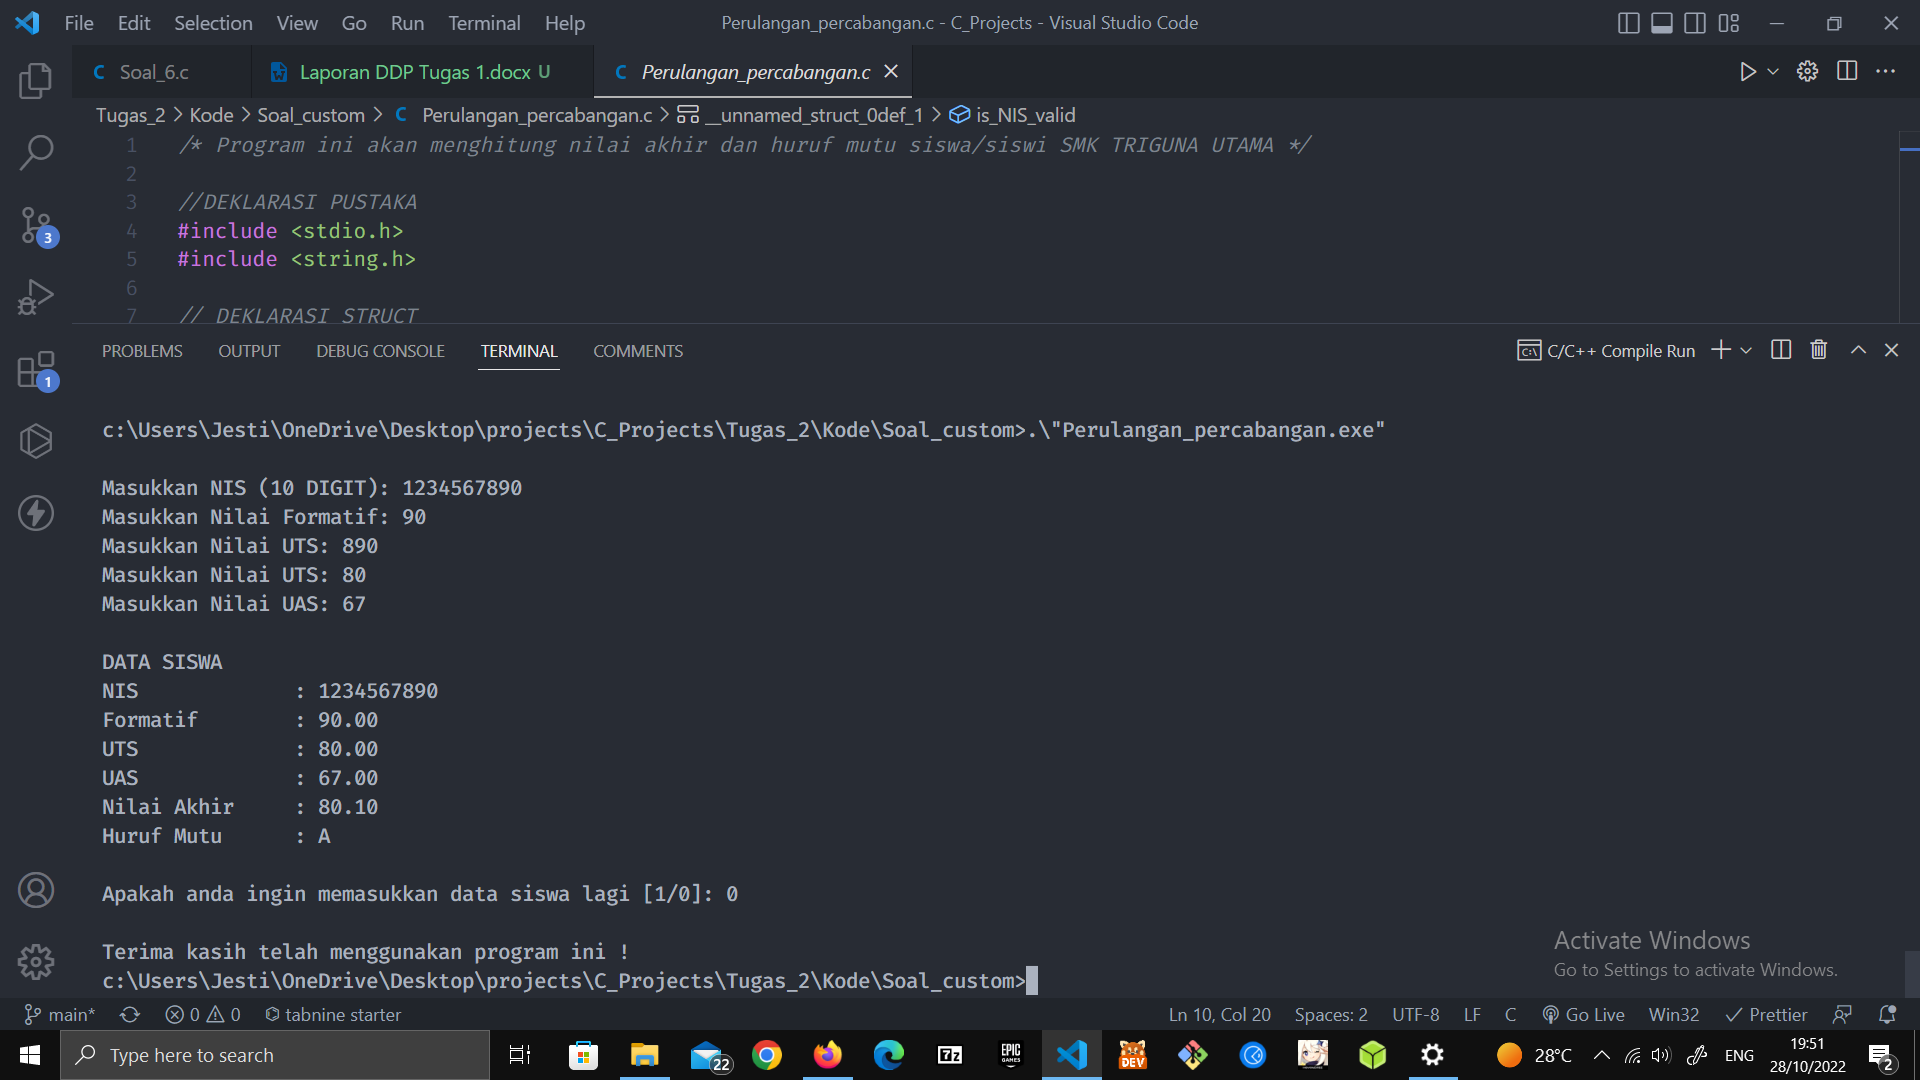 File Edit Selection View Go Run Terminal Help Perulangan_percabangan.c - C_Projects - Visual Studio Code
C Soal_6.c Laporan DDP Tugas 1.docx U C Perulangan_percabangan.c
Tugas_2 > Kode > Soal_custom > C Perulangan_percabangan.c > __unnamed_struct_0def_1 > is_NIS_valid
1 /* Program ini akan menghitung nilai akhir dan huruf mutu siswa/siswi SMK TRIGUNA UTAMA */
2
3 //DEKLARASI PUSTAKA
4 #include <stdio.h>
5 #include <string.h>
6
7 // DEKLARASI STRUCT
3
1
PROBLEMS OUTPUT DEBUG CONSOLE TERMINAL COMMENTS C/C++ Compile Run
c:\Users\Jesti\OneDrive\Desktop\projects\C_Projects\Tugas_2\Kode\Soal_custom>.\"Perulangan_percabangan.exe"
Masukkan NIS (10 DIGIT): 1234567890
Masukkan Nilai Formatif: 90
Masukkan Nilai UTS: 890
Masukkan Nilai UTS: 80
Masukkan Nilai UAS: 67
DATA SISWA
NIS : 1234567890
Formatif : 90.00
UTS : 80.00
UAS : 67.00
Nilai Akhir : 80.10
Huruf Mutu : A
Apakah anda ingin memasukkan data siswa lagi [1/0]: 0
Terima kasih telah menggunakan program ini !
c:\Users\Jesti\OneDrive\Desktop\projects\C_Projects\Tugas_2\Kode\Soal_custom>
Activate Windows
Go to Settings to activate Windows.
main* 0 0 tabnine starter Ln 10, Col 20 Spaces: 2 UTF-8 LF C Go Live Win32 Prettier
Type here to search 22 7z EPIC GAMES DEV 28°C ENG 19:51
28/10/2022 2